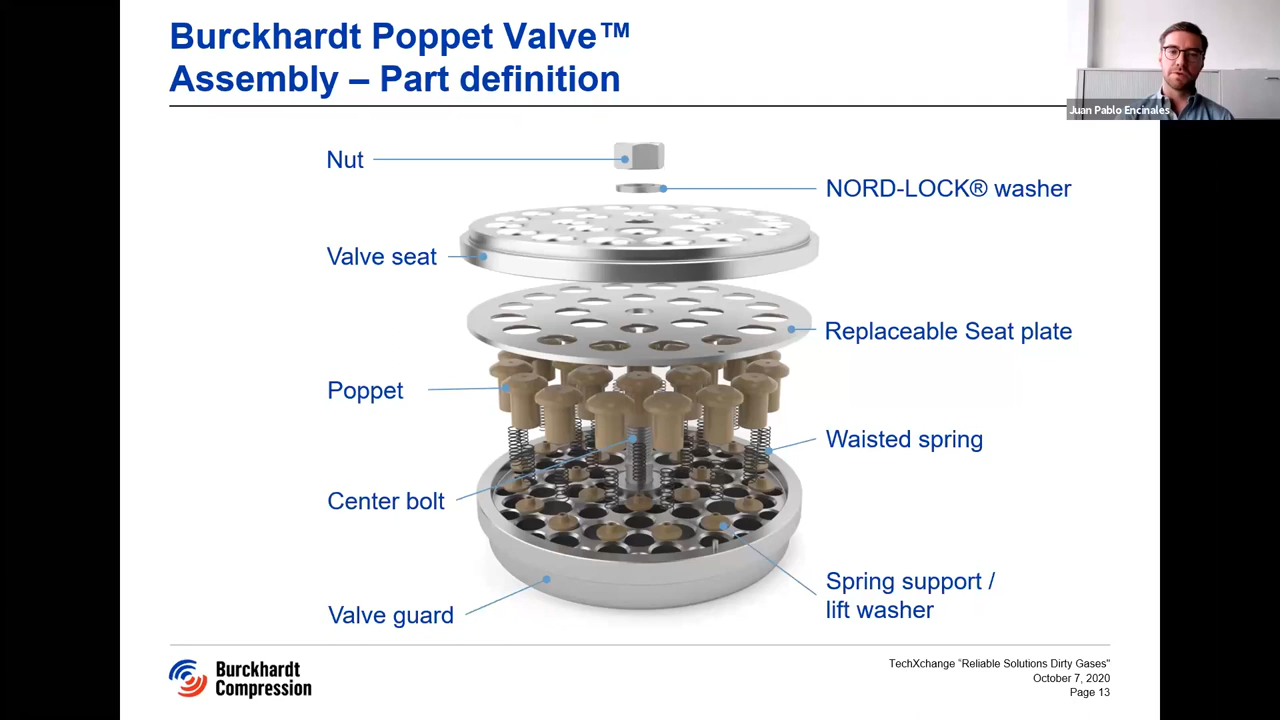 Burckhardt Poppet Valve™
Assembly – Part definition
Juan Pablo Encinales
Nut
NORD-LOCK® washer
Valve seat
Replaceable Seat plate
Poppet
Waisted spring
Center bolt
Spring support /
lift washer
Valve guard
Burckhardt
Compression
TechXchange "Reliable Solutions Dirty Gases"
October 7, 2020
Page 13